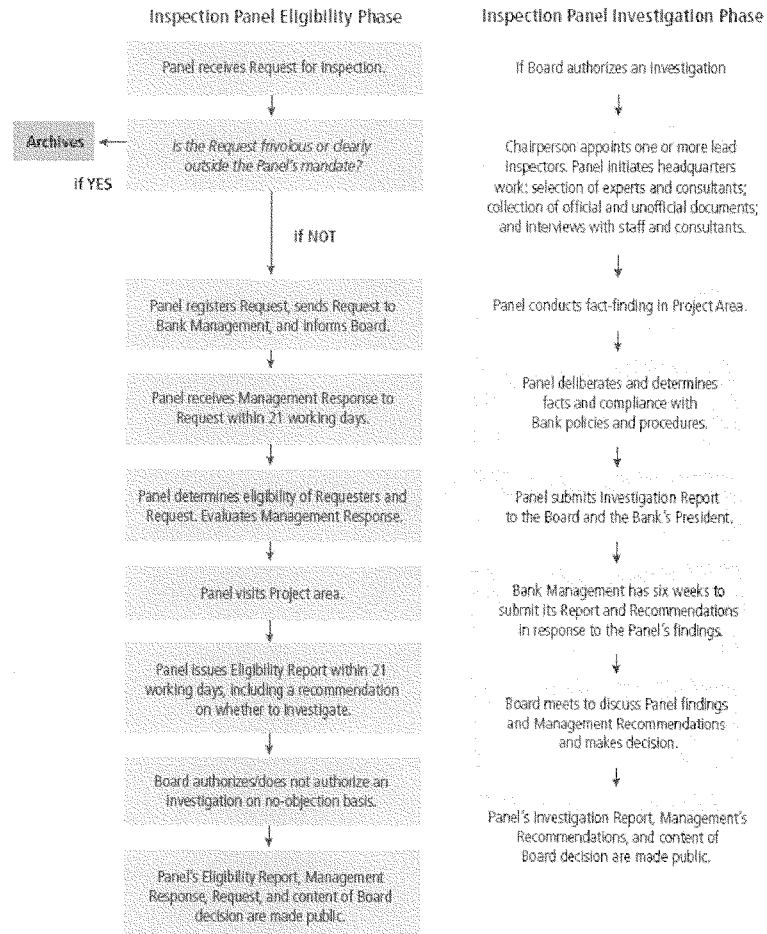 Inspection Panel Eligibility Phase
Panel receives Request for Inspection.
Is the Request frivolous or clearly
outside the Panel's mandate?
Archives
if YES
if NOT
Panel registers Request, sends Request to
Bank Management, and informs Board.
Panel receives Management Response to
Request within 21 working days.
Panel determines eligibility of Requesters and
Request. Evaluates Management Response.
Panel visits Project area.
Panel issues Eligibility Report within 21
working days, including a recommendation
on whether to investigate.
Board authorizes/does not authorize an
investigation on no-objection basis.
Panel's Eligibility Report, Management
Response, Request, and content of Board
decision are made public.
Inspection Panel Investigation Phase
If Board authorizes an investigation
Chairperson appoints one or more lead
inspectors. Panel initiates headquarters
work: selection of experts and consultants;
collection of official and unofficial documents;
and interviews with staff and consultants.
Panel conducts fact-finding in Project Area.
Panel deliberates and determines
facts and compliance with
Bank policies and procedures.
Panel submits Investigation Report
to the Board and the Bank's President.
Bank Management has six weeks to
submit its Report and Recommendations
in response to the Panel's findings.
Board meets to discuss Panel findings
and Management Recommendations
and makes decision.
Panel's Investigation Report, Management's
Recommendations, and content of
Board decision are made public.